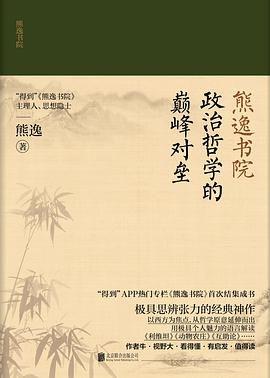 熊逸书院
熊逸书院
政治哲学的
巅峰对垒
“得到”《熊逸书院》
主理人、思想隐士
熊逸
著
“得到”APP热门专栏《熊逸书院》首次结集成书
极具思辨张力的经典神作
以西方为焦点，从哲学原意延伸而出
用极具个人魅力的语言解读
《利维坦》《动物农庄》《互助论》……
作者牛·视野大·看得懂·有启发·值得读
北京联合出版公司